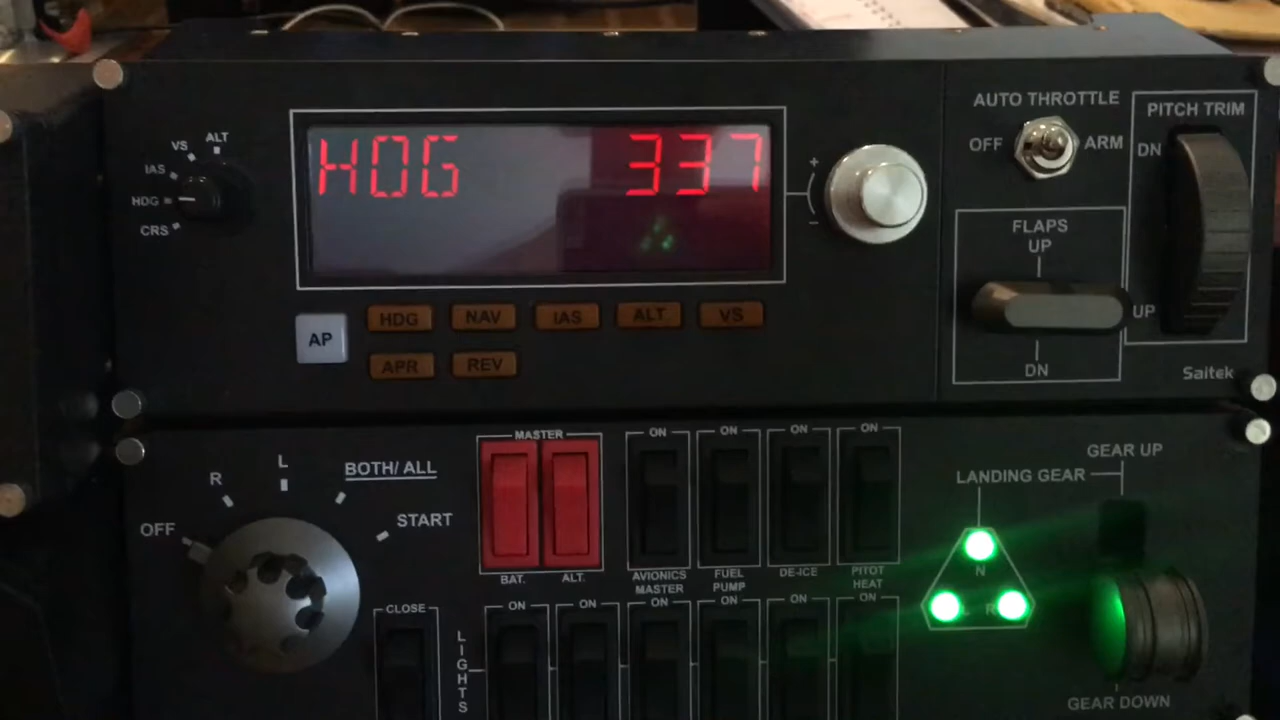 AUTO THROTTLE
OFF
ARM
PITCH TRIM
DN
UP
VS
ALT
IAS
HDG
CRS
HDG 337
+
-
FLAPS
UP
DN
AP
HDG NAV IAS ALT VS
APR REV
Saitek
MASTER
ON ON ON ON
BAT. ALT.
AVIONICS MASTER
FUEL PUMP
DE-ICE
PITOT HEAT
OFF
R
L
BOTH/ ALL
START
GEAR UP
LANDING GEAR
N
L R
GEAR DOWN
CLOSE
ON ON ON ON ON ON
LIGHTS